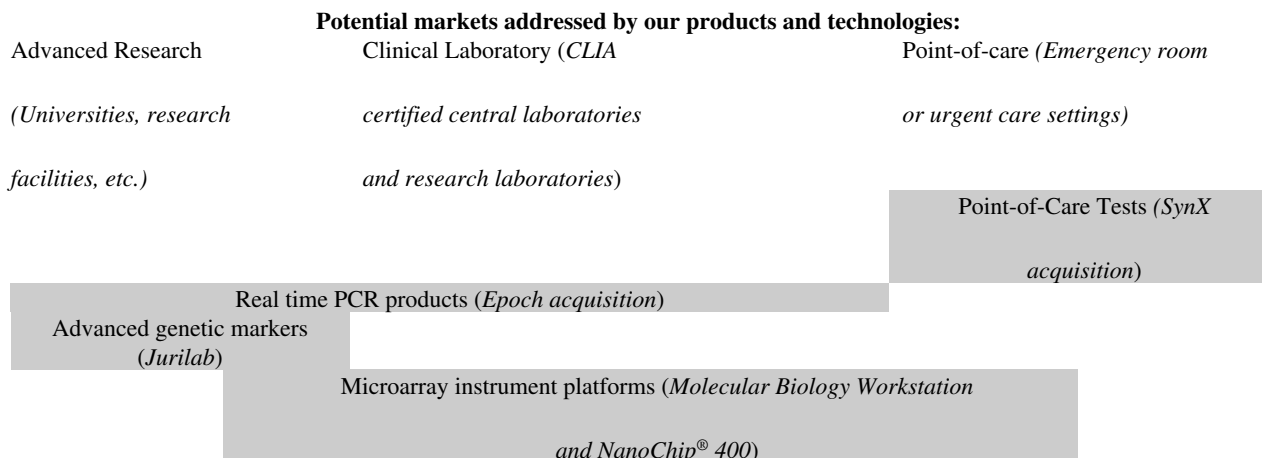 Potential markets addressed by our products and technologies:
Advanced Research
(Universities, research
facilities, etc.)
Clinical Laboratory (CLIA
certified central laboratories
and research laboratories)
Point-of-care (Emergency room
or urgent care settings)
Point-of-Care Tests (SynX
acquisition)
Real time PCR products (Epoch acquisition)
Advanced genetic markers
(Jurilab)
Microarray instrument platforms (Molecular Biology Workstation
and NanoChip® 400)